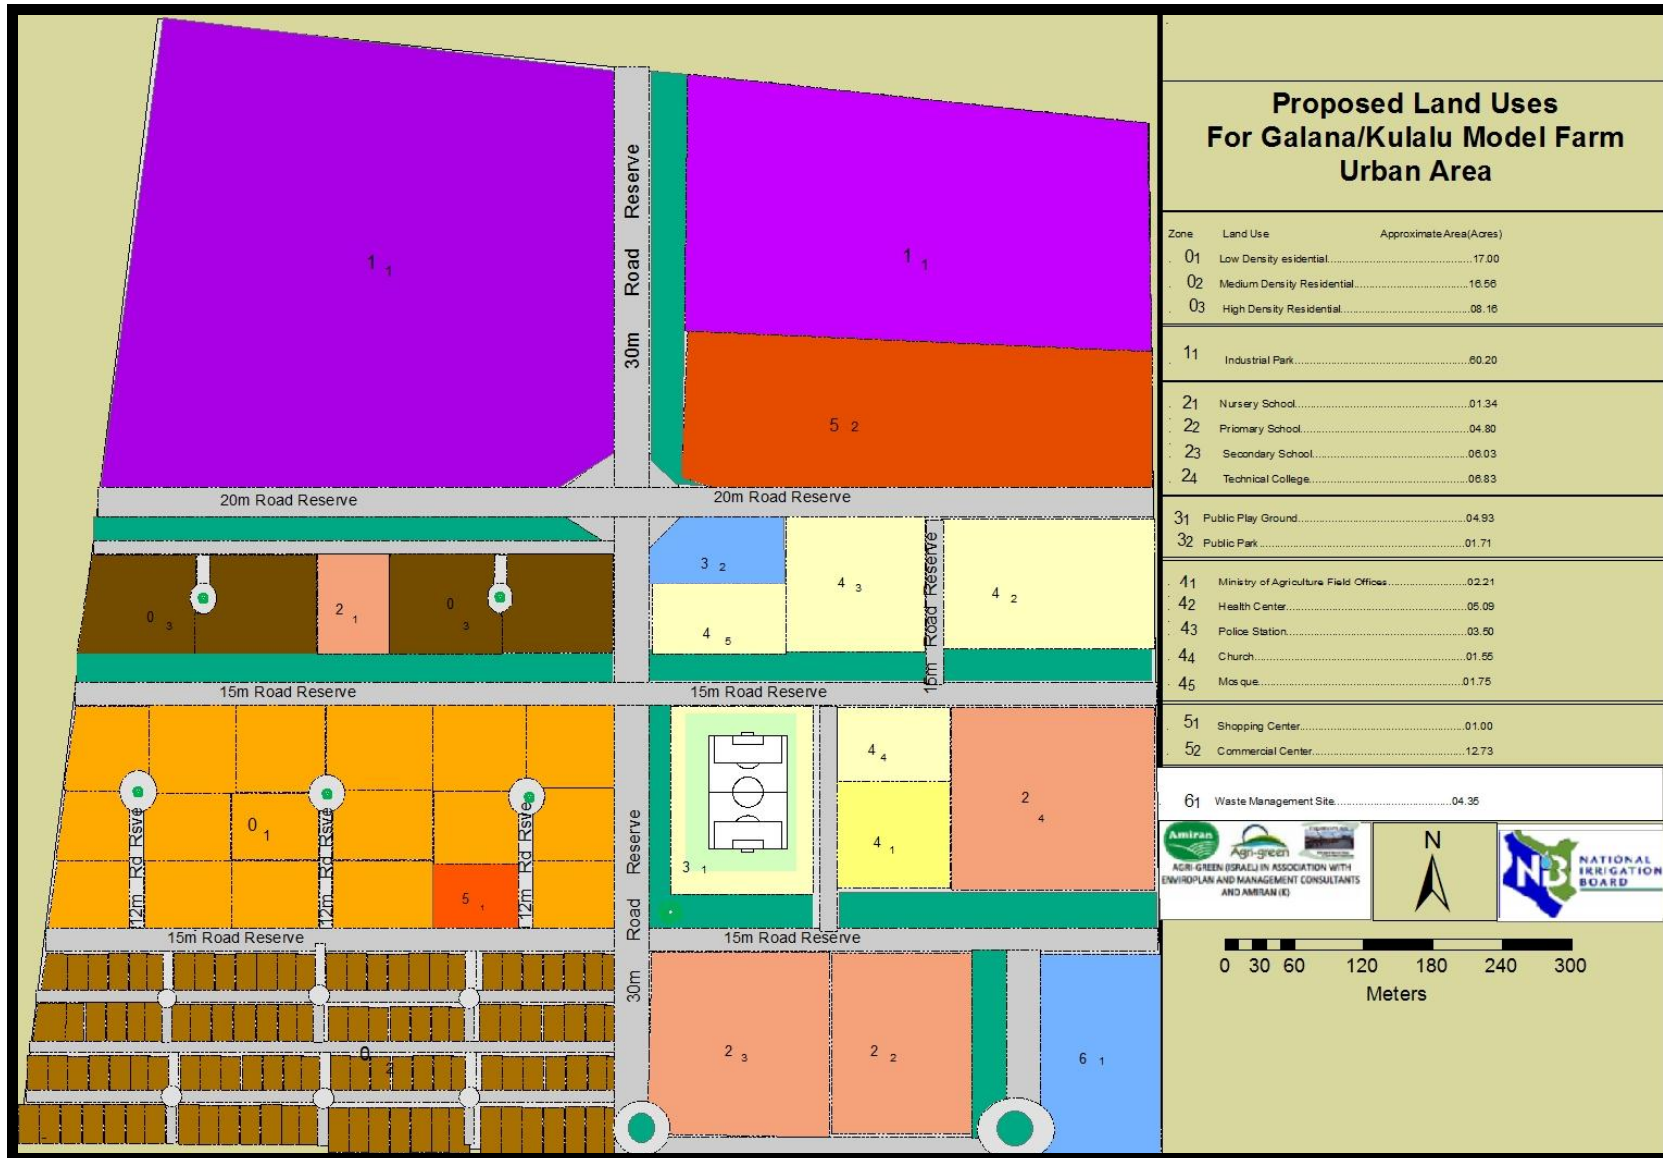 Proposed Land Uses
For Galana/Kulalu Model Farm
Urban Area
Zone Land Use ApproximateArea(Acres)
01 Low Density esidential 17.00
02 Medium Density Residential 16.56
03 High Density Residential 08.16
11 Industrial Park 60.20
21 Nursery School 01.34
22 Priomary School 04.80
23 Secondary School 06.03
24 Technical College 06.83
31 Public Play Ground 04.93
32 Public Park 01.71
41 Ministry of Agriculture Field Offices 02.21
42 Health Center 05.09
43 Police Station 03.50
44 Church 01.55
45 Mosque 01.75
51 Shopping Center 01.00
52 Commercial Center 12.73
61 Waste Management Site 04.35
Amiran
Agri-green
AGRI-GREEN (ISRAEL) IN ASSOCIATION WITH
ENVIROPLAN AND MANAGEMENT CONSULTANTS
AND AMIRAN (K)
N
NIB
NATIONAL
IRRIGATION
BOARD
0 30 60 120 180 240 300
Meters
1 1
1 1
30m Road Reserve
5 2
20m Road Reserve
20m Road Reserve
0 3
2 1
0 3
3 2
4 5
4 3
4 2
15m Road Reserve
15m Road Reserve
15m Road Reserve
0 1
12m Rd Rsve
12m Rd Rsve
12m Rd Rsve
5 1
3 1
4 4
4 1
2 4
30m Road Reserve
15m Road Reserve
15m Road Reserve
0 2
2 3
2 2
6 1